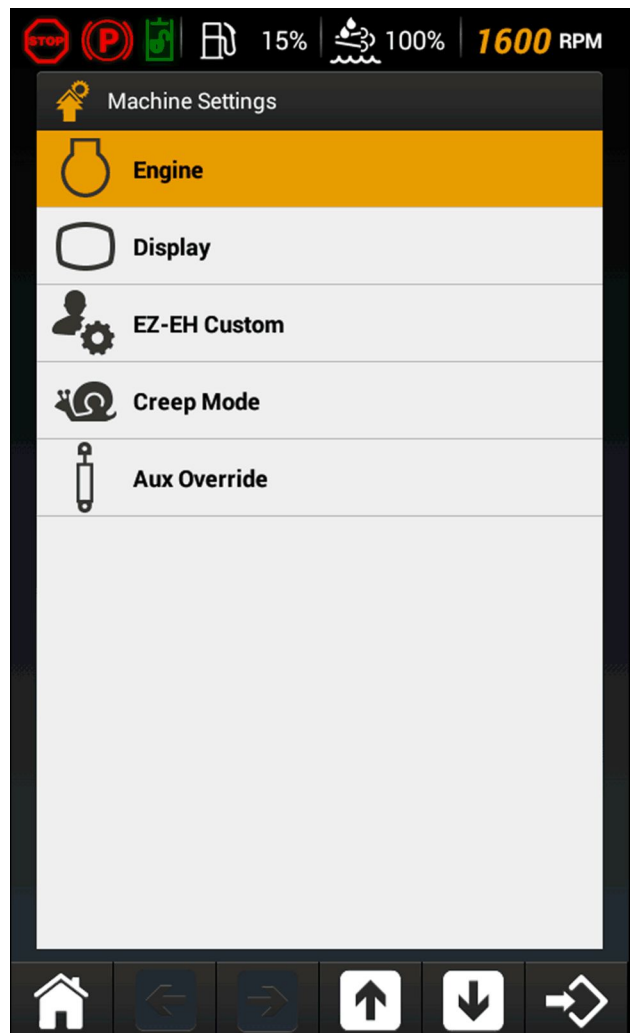 STOP P 15% 100% 1600 RPM
Machine Settings
Engine
Display
EZ-EH Custom
Creep Mode
Aux Override